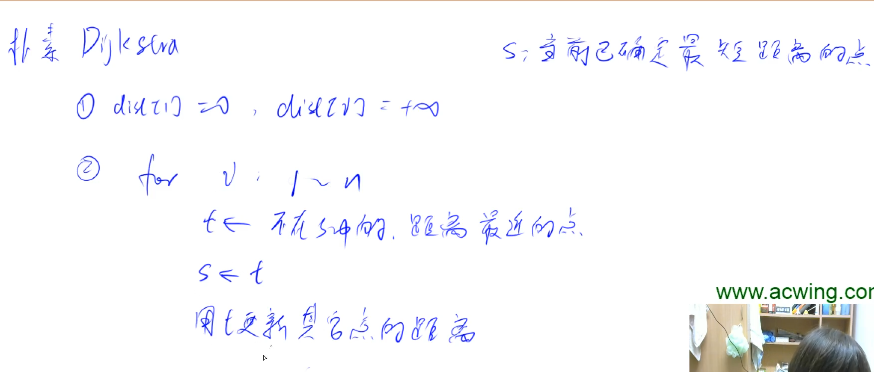 朴素 Dijkstra
S: 当前已确定最短距离的点
① dist[1] = 0, dist[v] = +∞
② for v: 1~n
t ← 不在s中的, 距离最近的点
s ← t
用t更新其它点的距离
www.acwing.com